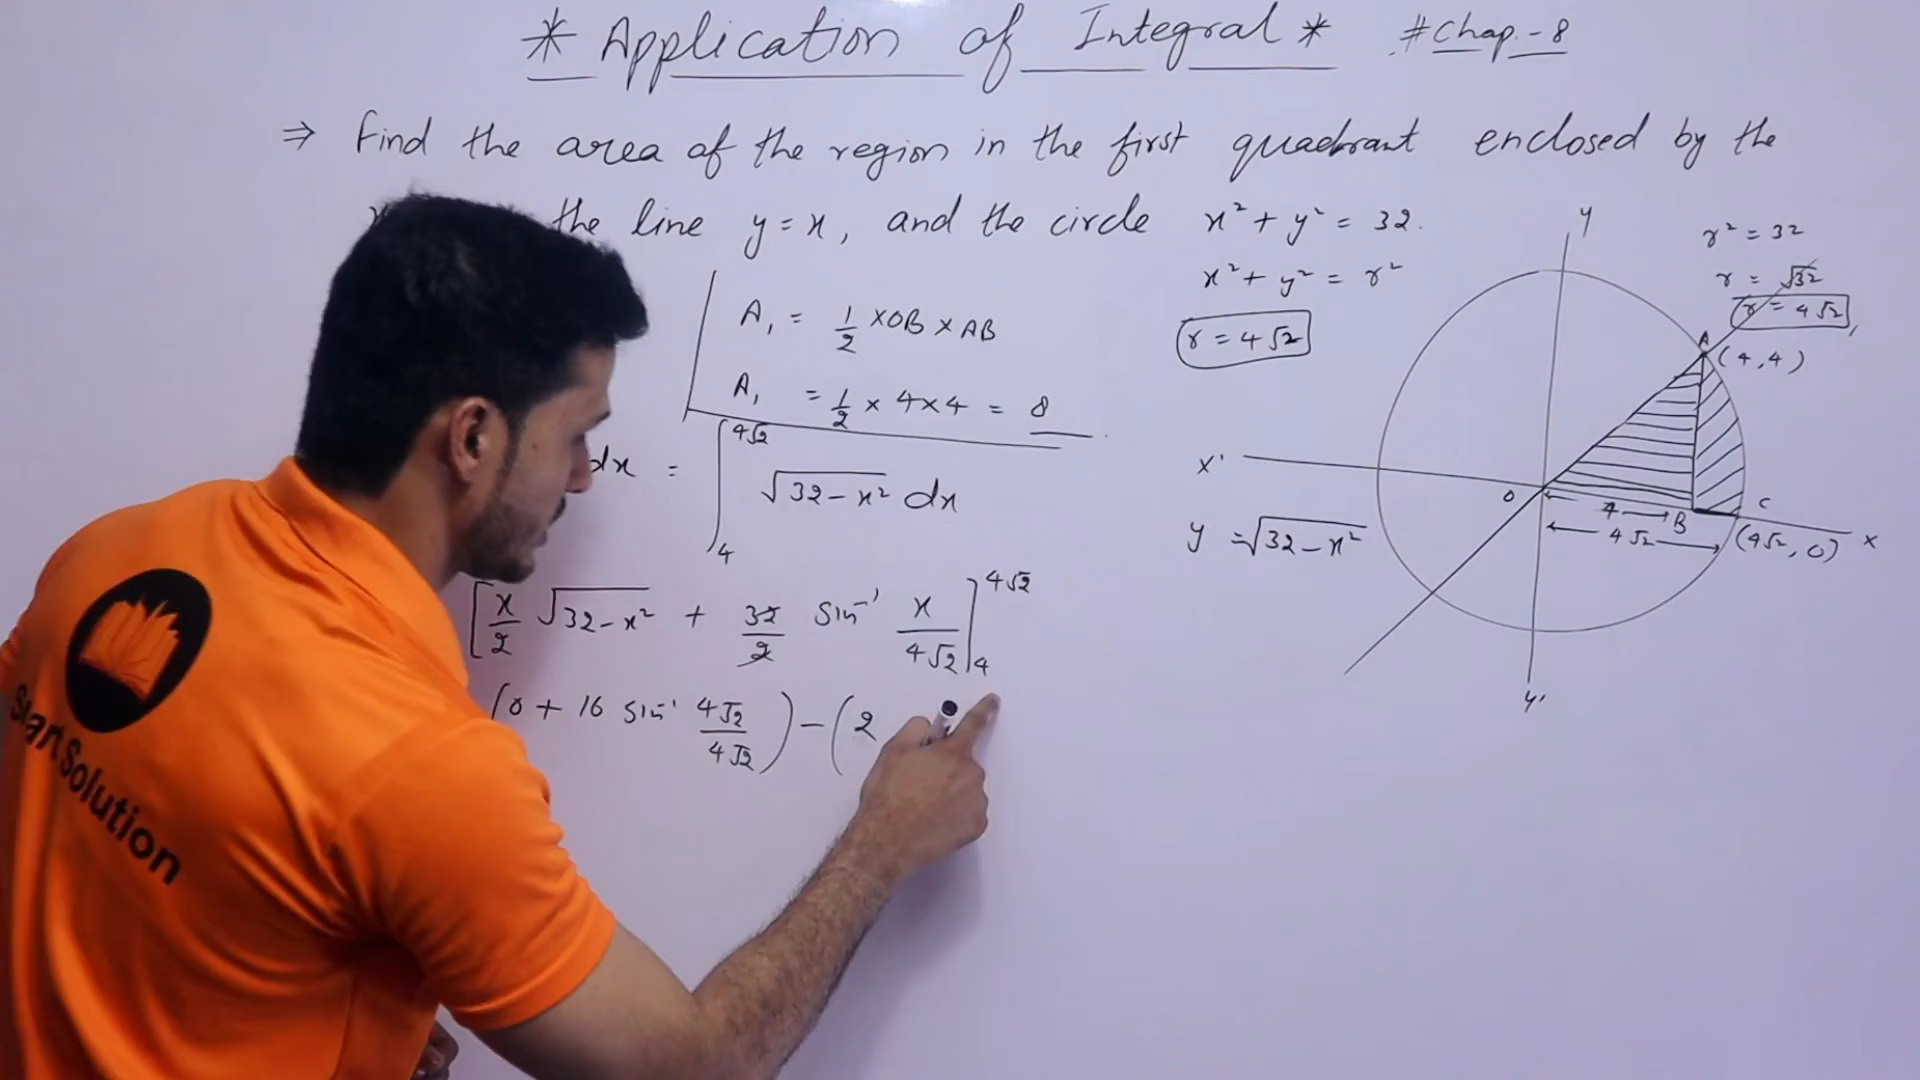 * Application of Integral * # Chap.-8
⇒ Find the area of the region in the first quadrant enclosed by the
the line y = x, and the circle x² + y² = 32.
x² + y² = r²
r = 4√2
r² = 32
r = √32
r = 4√2
A₁ = 1/2 × OB × AB
A₁ = 1/2 × 4 × 4 = 8
dx = ∫₄^4√2 √32 - x² dx
[x/2 √32 - x² + 32/2 sin⁻¹ x/4√2]₄^4√2
(0 + 16 sin⁻¹ 4√2/4√2) - (2
y = √32 - x²
Y
A
(4,4)
X'
O
4
B
C
4√2
(4√2, 0)
X
Y'
Start Solution